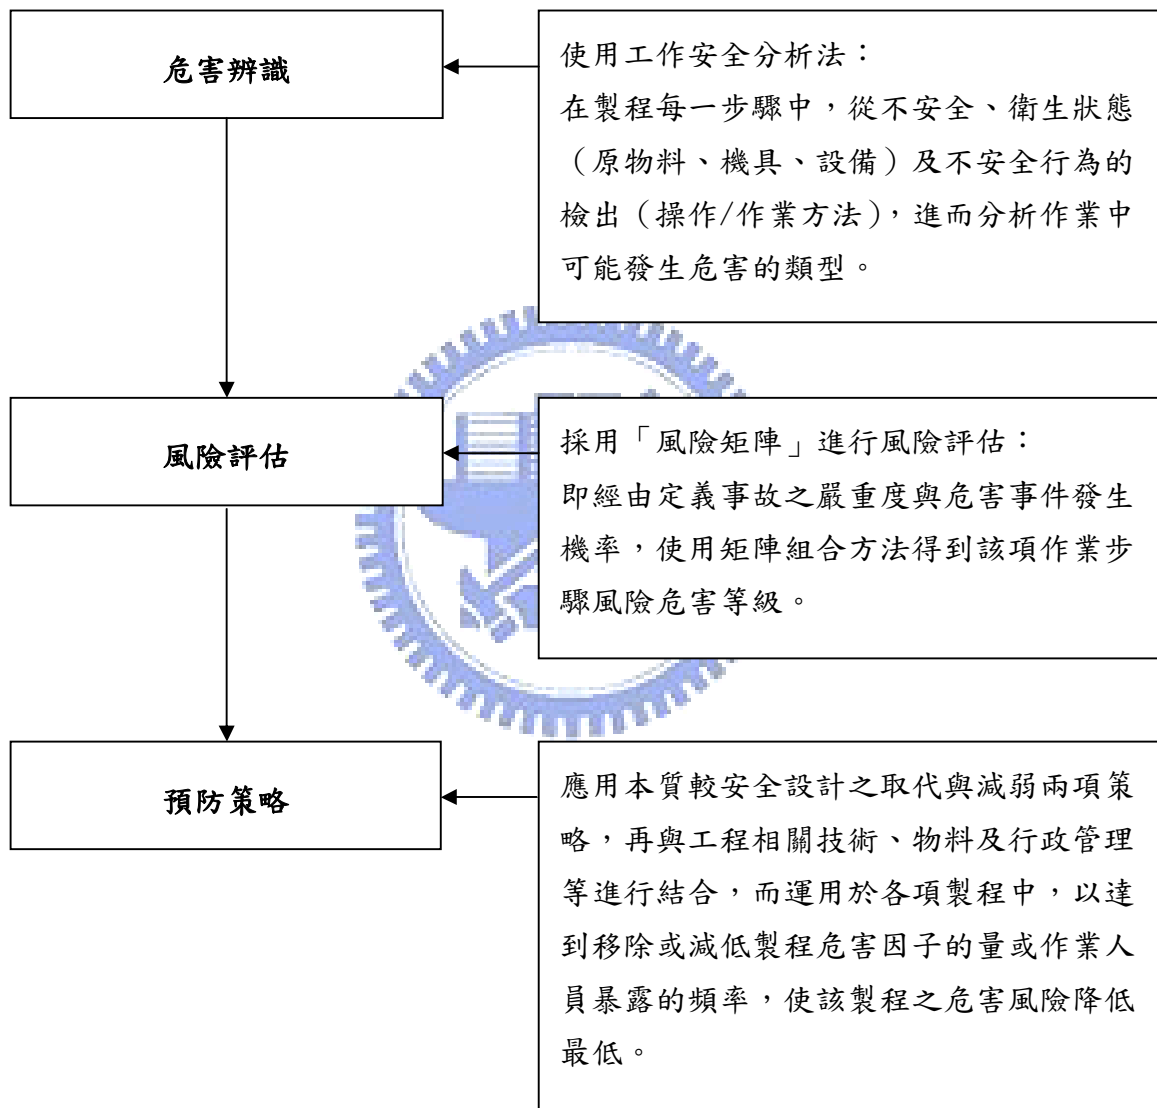 危害辨識
使用工作安全分析法：
在製程每一步驟中，從不安全、衛生狀態
（原物料、機具、設備）及不安全行為的
檢出（操作/作業方法），進而分析作業中
可能發生危害的類型。
風險評估
採用「風險矩陣」進行風險評估：
即經由定義事故之嚴重度與危害事件發生
機率，使用矩陣組合方法得到該項作業步
驟風險危害等級。
預防策略
應用本質較安全設計之取代與減弱兩項策
略，再與工程相關技術、物料及行政管理
等進行結合，而運用於各項製程中，以達
到移除或減低製程危害因子的量或作業人
員暴露的頻率，使該製程之危害風險降低
最低。